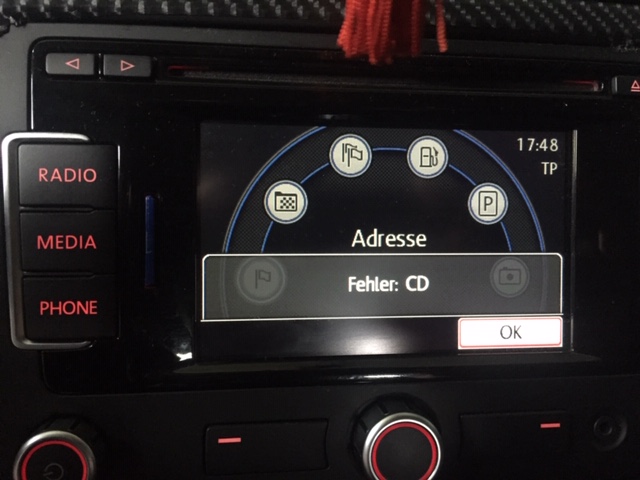 17:48
TP
RADIO
MEDIA
PHONE
P
Adresse
Fehler: CD
OK